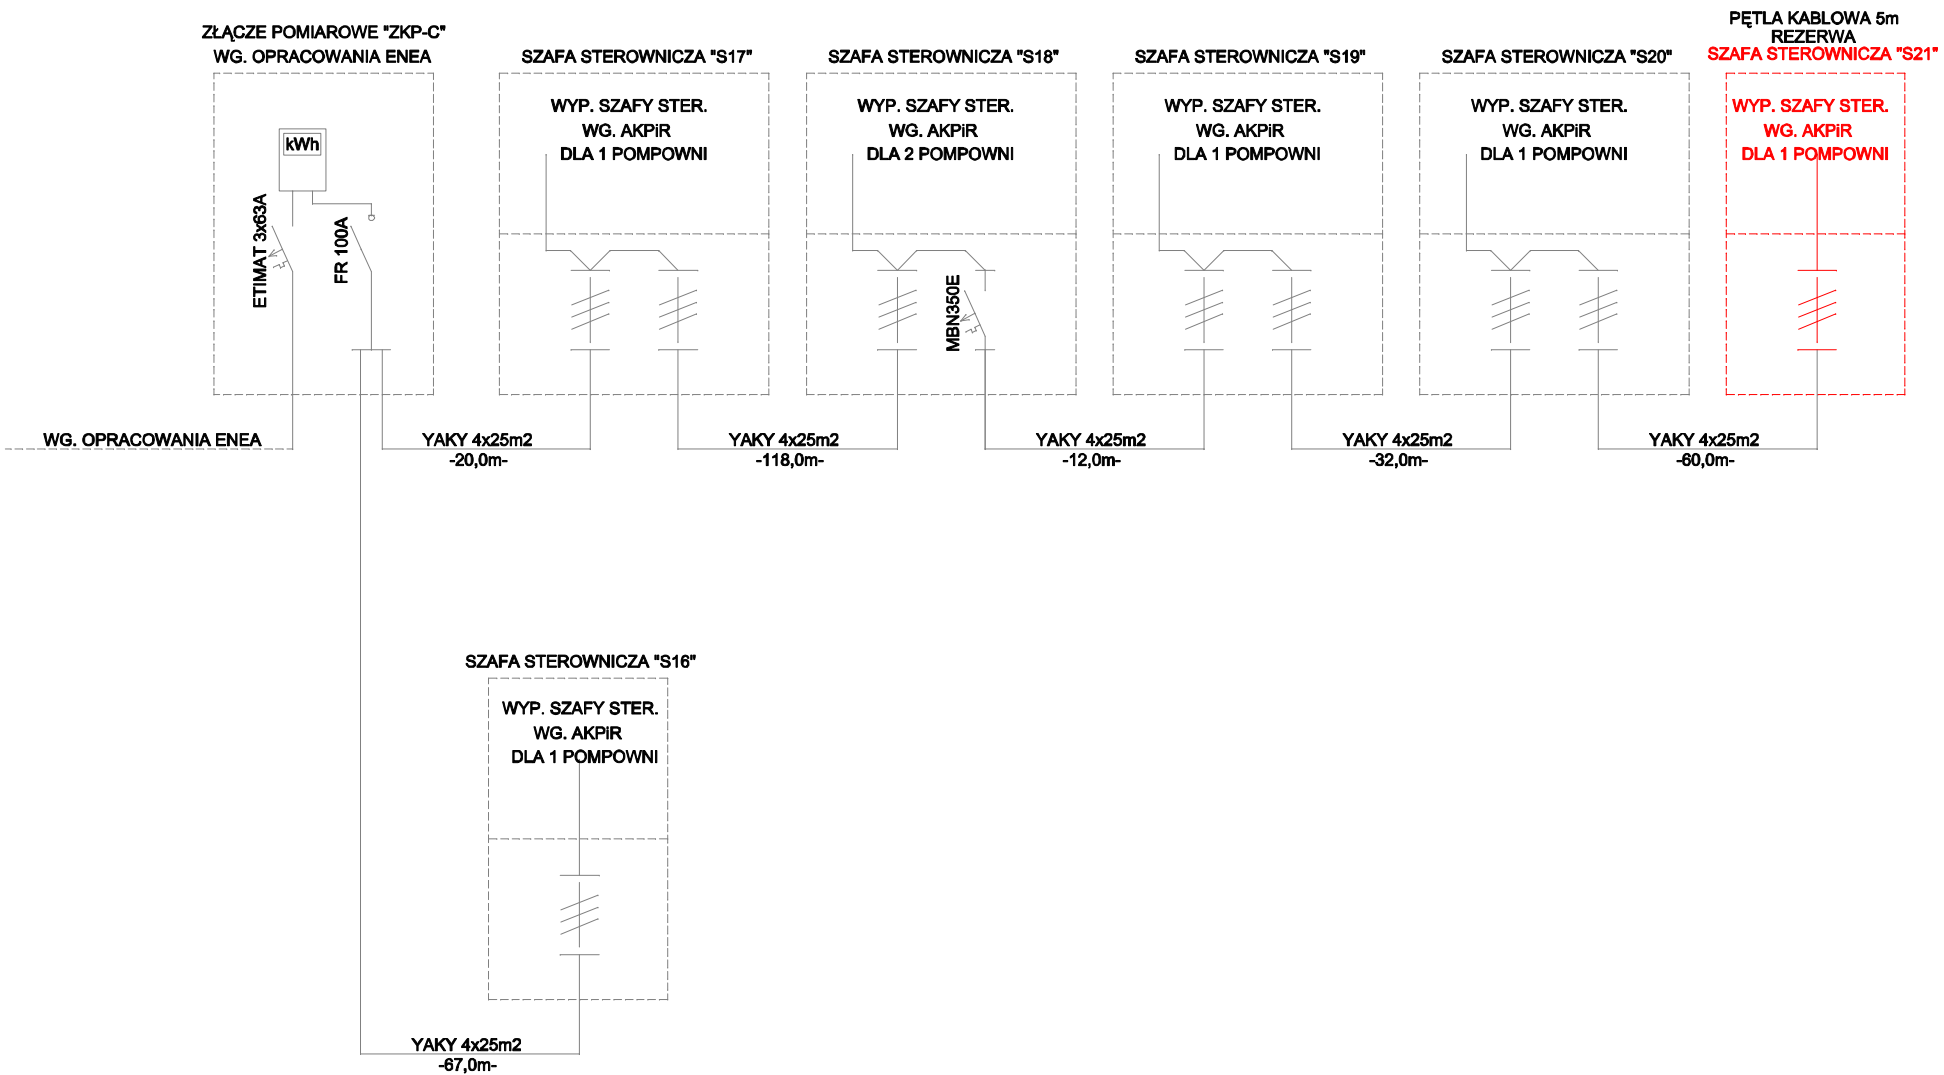 ZŁĄCZE POMIAROWE "ZKP-C"
WG. OPRACOWANIA ENEA
kWh
ETIMAT 3x63A
FR 100A
WG. OPRACOWANIA ENEA
SZAFA STEROWNICZA "S17"
WYP. SZAFY STER.
WG. AKPiR
DLA 1 POMPOWNI
YAKY 4x25m2
-20,0m-
SZAFA STEROWNICZA "S18"
WYP. SZAFY STER.
WG. AKPiR
DLA 2 POMPOWNI
MBN350E
YAKY 4x25m2
-118,0m-
SZAFA STEROWNICZA "S19"
WYP. SZAFY STER.
WG. AKPiR
DLA 1 POMPOWNI
YAKY 4x25m2
-12,0m-
SZAFA STEROWNICZA "S20"
WYP. SZAFY STER.
WG. AKPiR
DLA 1 POMPOWNI
YAKY 4x25m2
-32,0m-
PĘTLA KABLOWA 5m
REZERWA
SZAFA STEROWNICZA "S21"
WYP. SZAFY STER.
WG. AKPiR
DLA 1 POMPOWNI
YAKY 4x25m2
-60,0m-
SZAFA STEROWNICZA "S16"
WYP. SZAFY STER.
WG. AKPiR
DLA 1 POMPOWNI
YAKY 4x25m2
-67,0m-